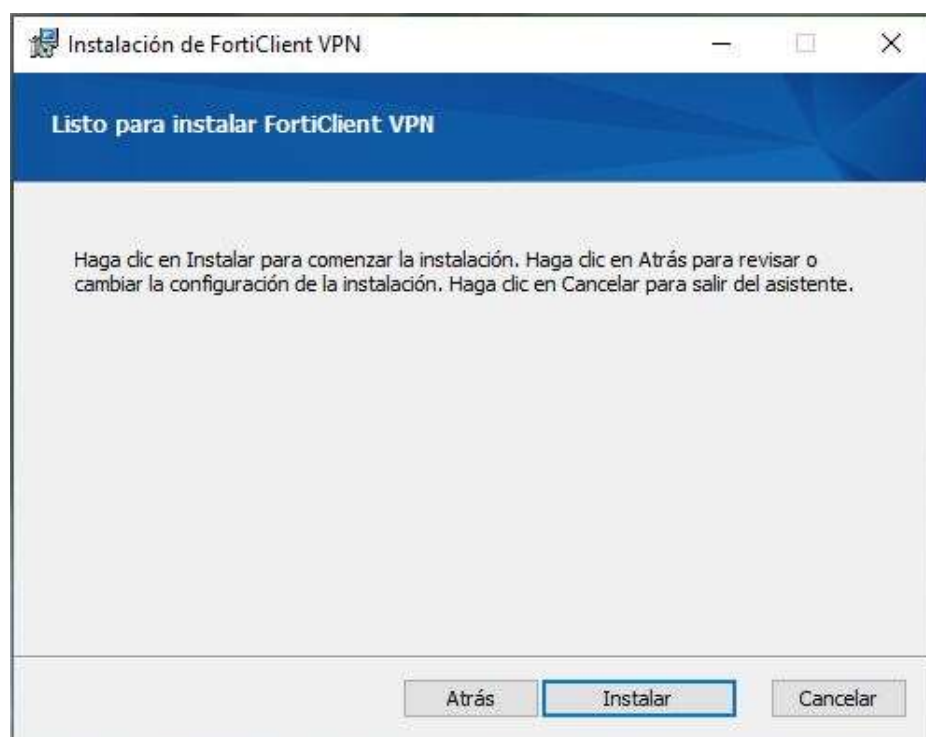 Instalación de FortiClient VPN
Listo para instalar FortiClient VPN
Haga clic en Instalar para comenzar la instalación. Haga clic en Atrás para revisar o
cambiar la configuración de la instalación. Haga clic en Cancelar para salir del asistente.
Atrás
Instalar
Cancelar